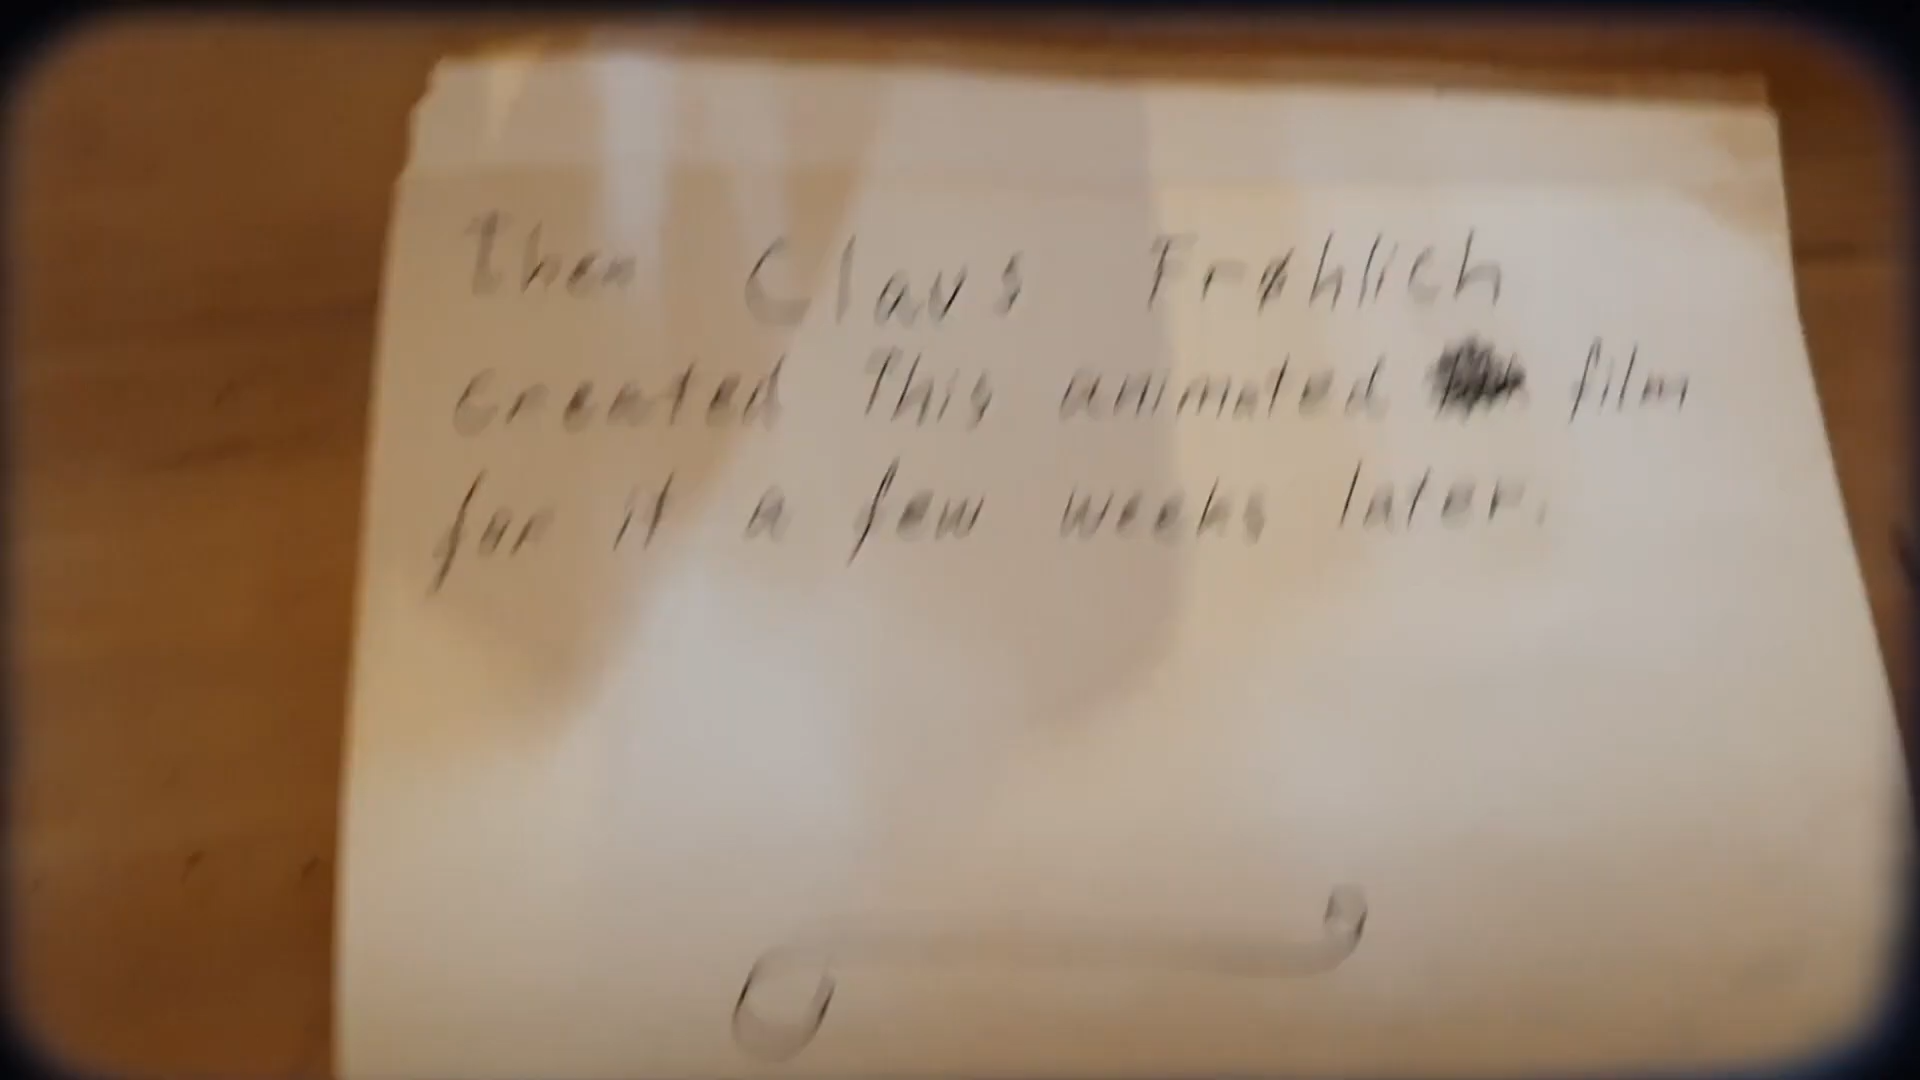 Then Claus Frøhlich
created This animated film
for it a few weeks later.